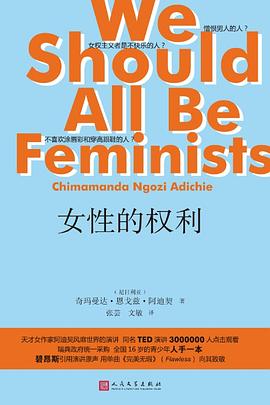 We
憎恨男人的人？
Should
女权主义者是不快乐的人？
All Be
不喜欢涂唇彩和穿高跟鞋的人？
Feminists
Chimamanda Ngozi Adichie
女性的权利
（尼日利亚）
奇玛曼达·恩戈兹·阿迪契 著
张芸 文敏 译
天才女作家阿迪契风靡世界的演讲 同名TED演讲3000000人点击观看
瑞典政府统一采购 全国16岁的青少年人手一本
碧昂斯引用演讲原声 用单曲《完美无瑕》（Flawless）向其致敬
人民文学出版社